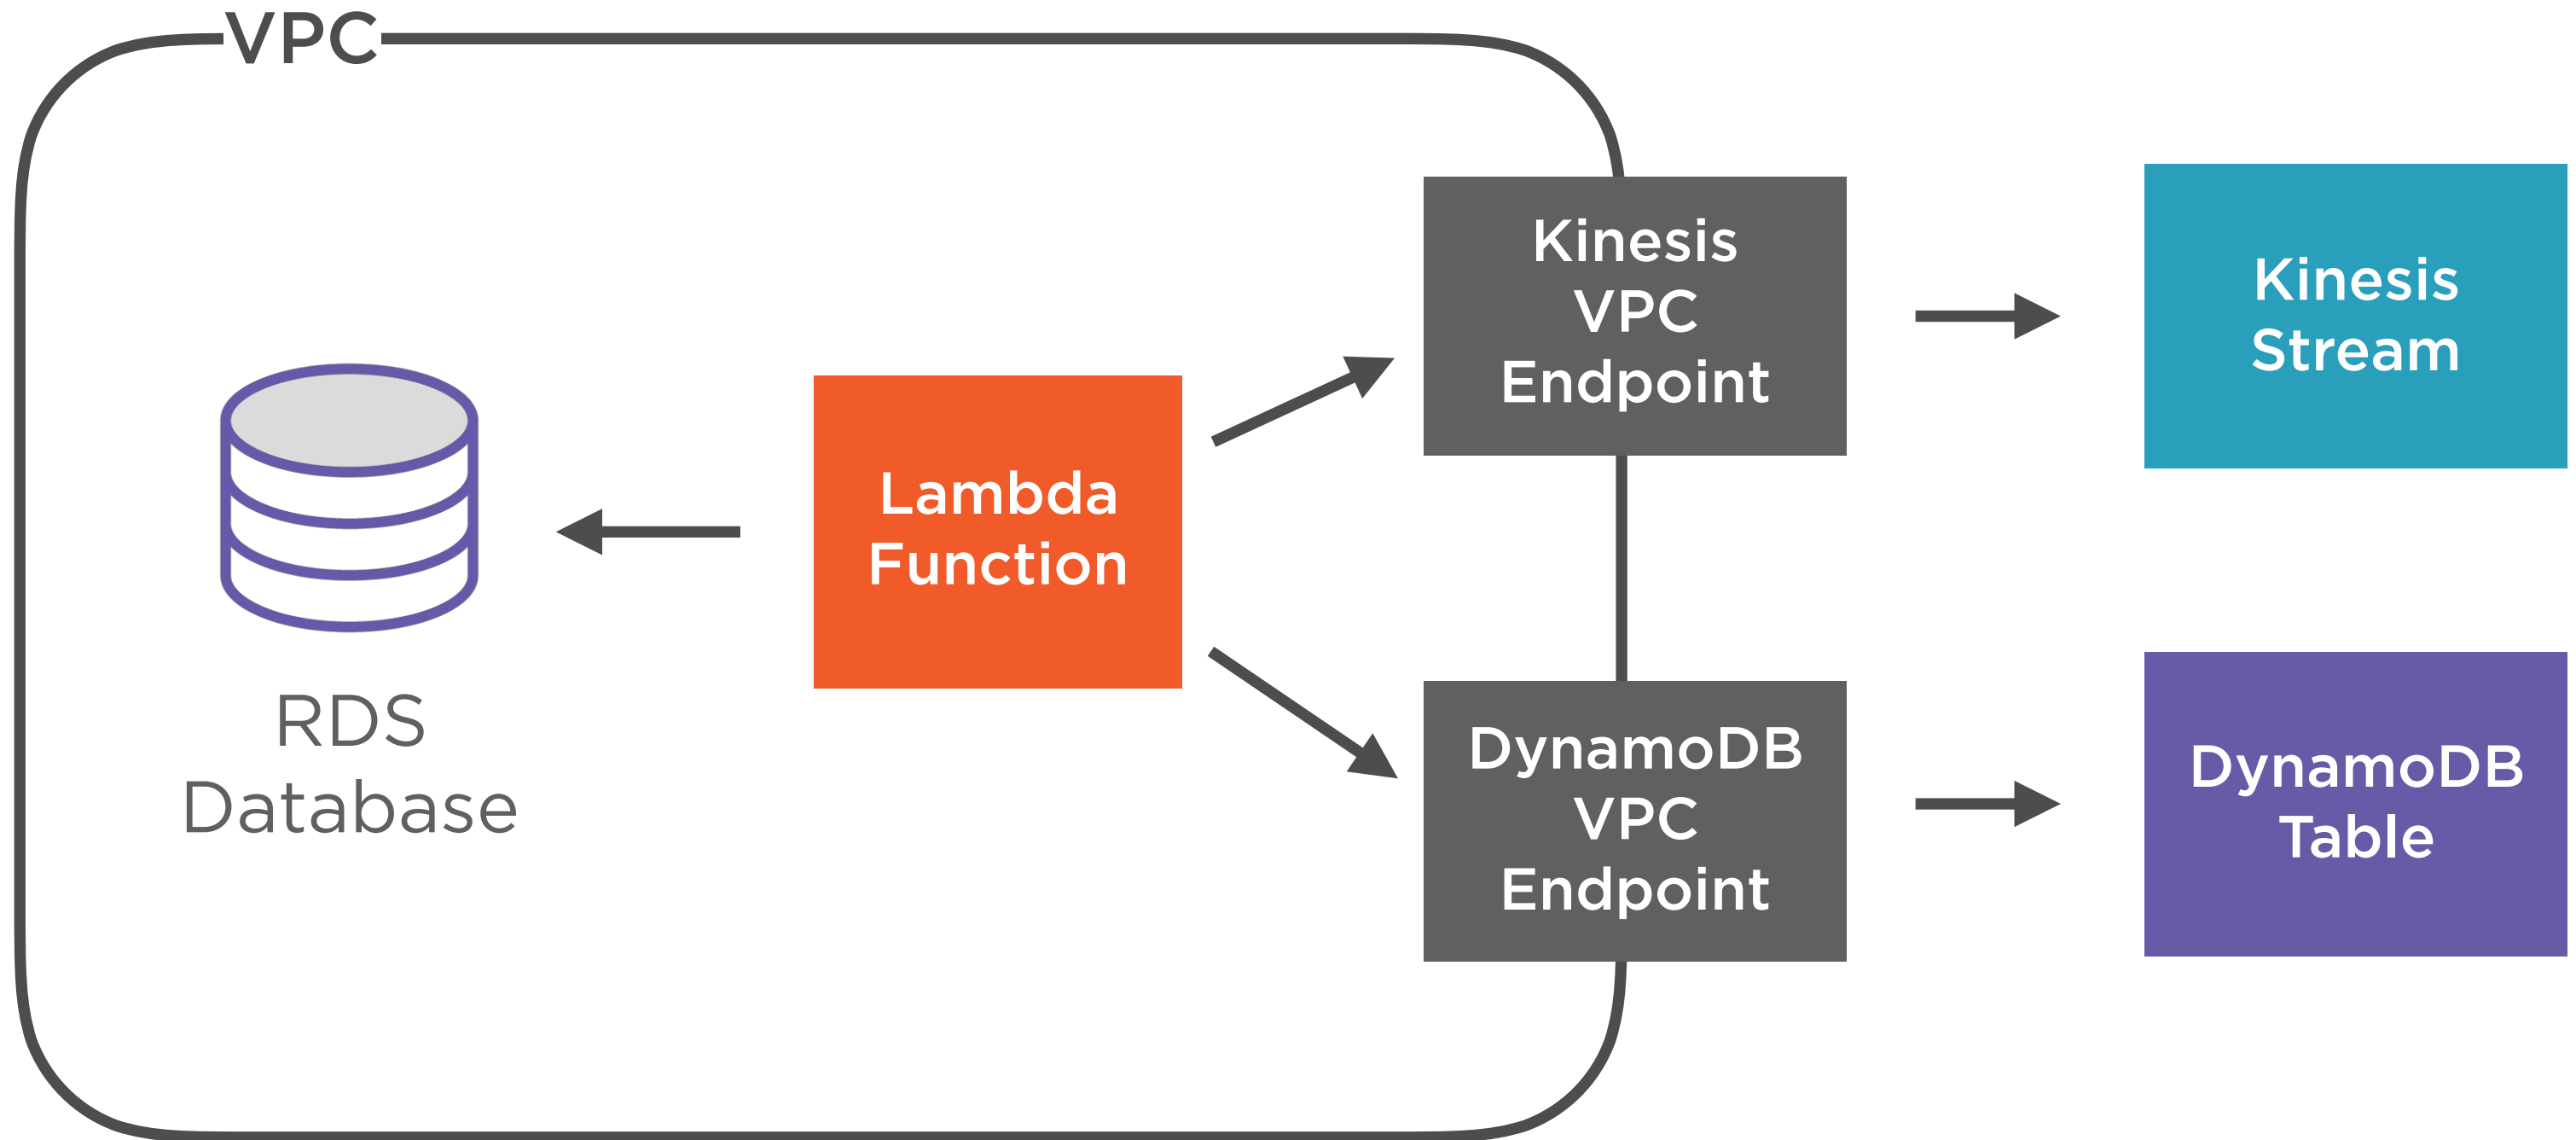 VPC
RDS
Database
Lambda
Function
Kinesis
VPC
Endpoint
DynamoDB
VPC
Endpoint
Kinesis
Stream
DynamoDB
Table